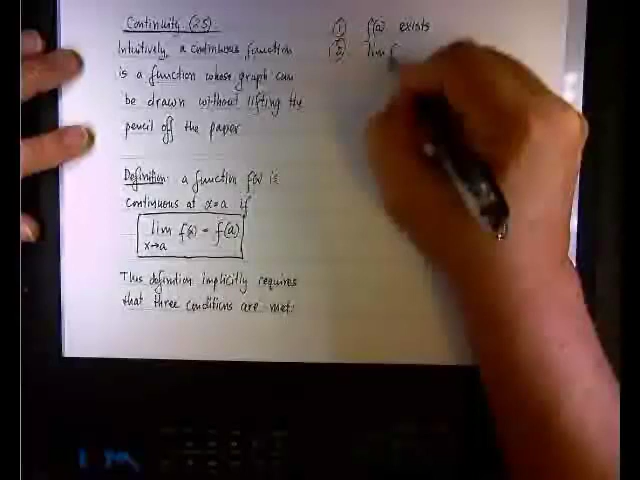 Continuity (2.5)
Intuitively, a continuous function
is a function whose graph can
be drawn without lifting the
pencil off the paper
Definition: a function f(x) is
continuous at x=a if
lim f(x) = f(a)
x→a
This definition implicitly requires
that three conditions are met:
(1) f(a) exists
(2) lim f